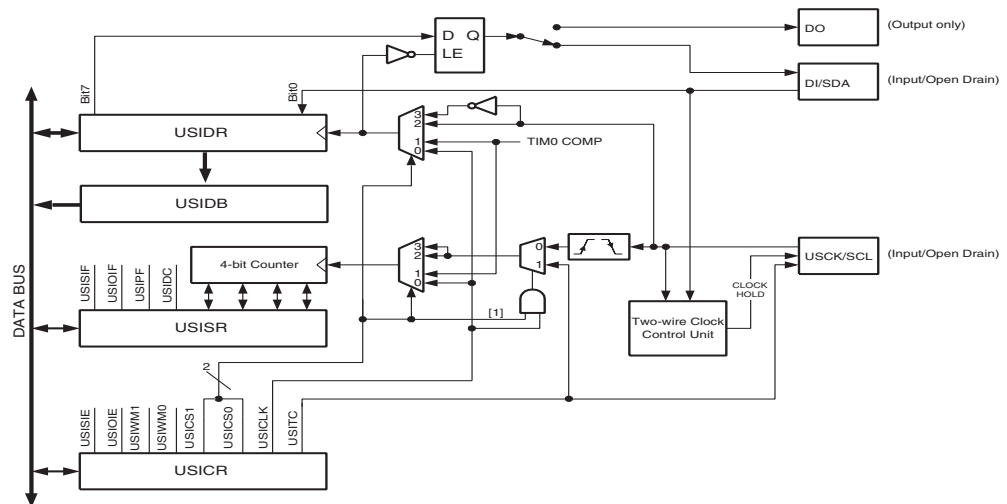 DO
(Output only)
D Q
LE
DI/SDA
(Input/Open Drain)
Bit7
Bit0
USIDR
3
2
1
0
TIM0 COMP
USIDB
4-bit Counter
3
2
1
0
0
1
USCK/SCL
(Input/Open Drain)
CLOCK
HOLD
Two-wire Clock
Control Unit
USISIF
USIOIF
USIPF
USIDC
USISR
[1]
2
DATA BUS
USISIE
USIOIE
USIWM1
USIWM0
USICS1
USICS0
USICLK
USITC
USICR